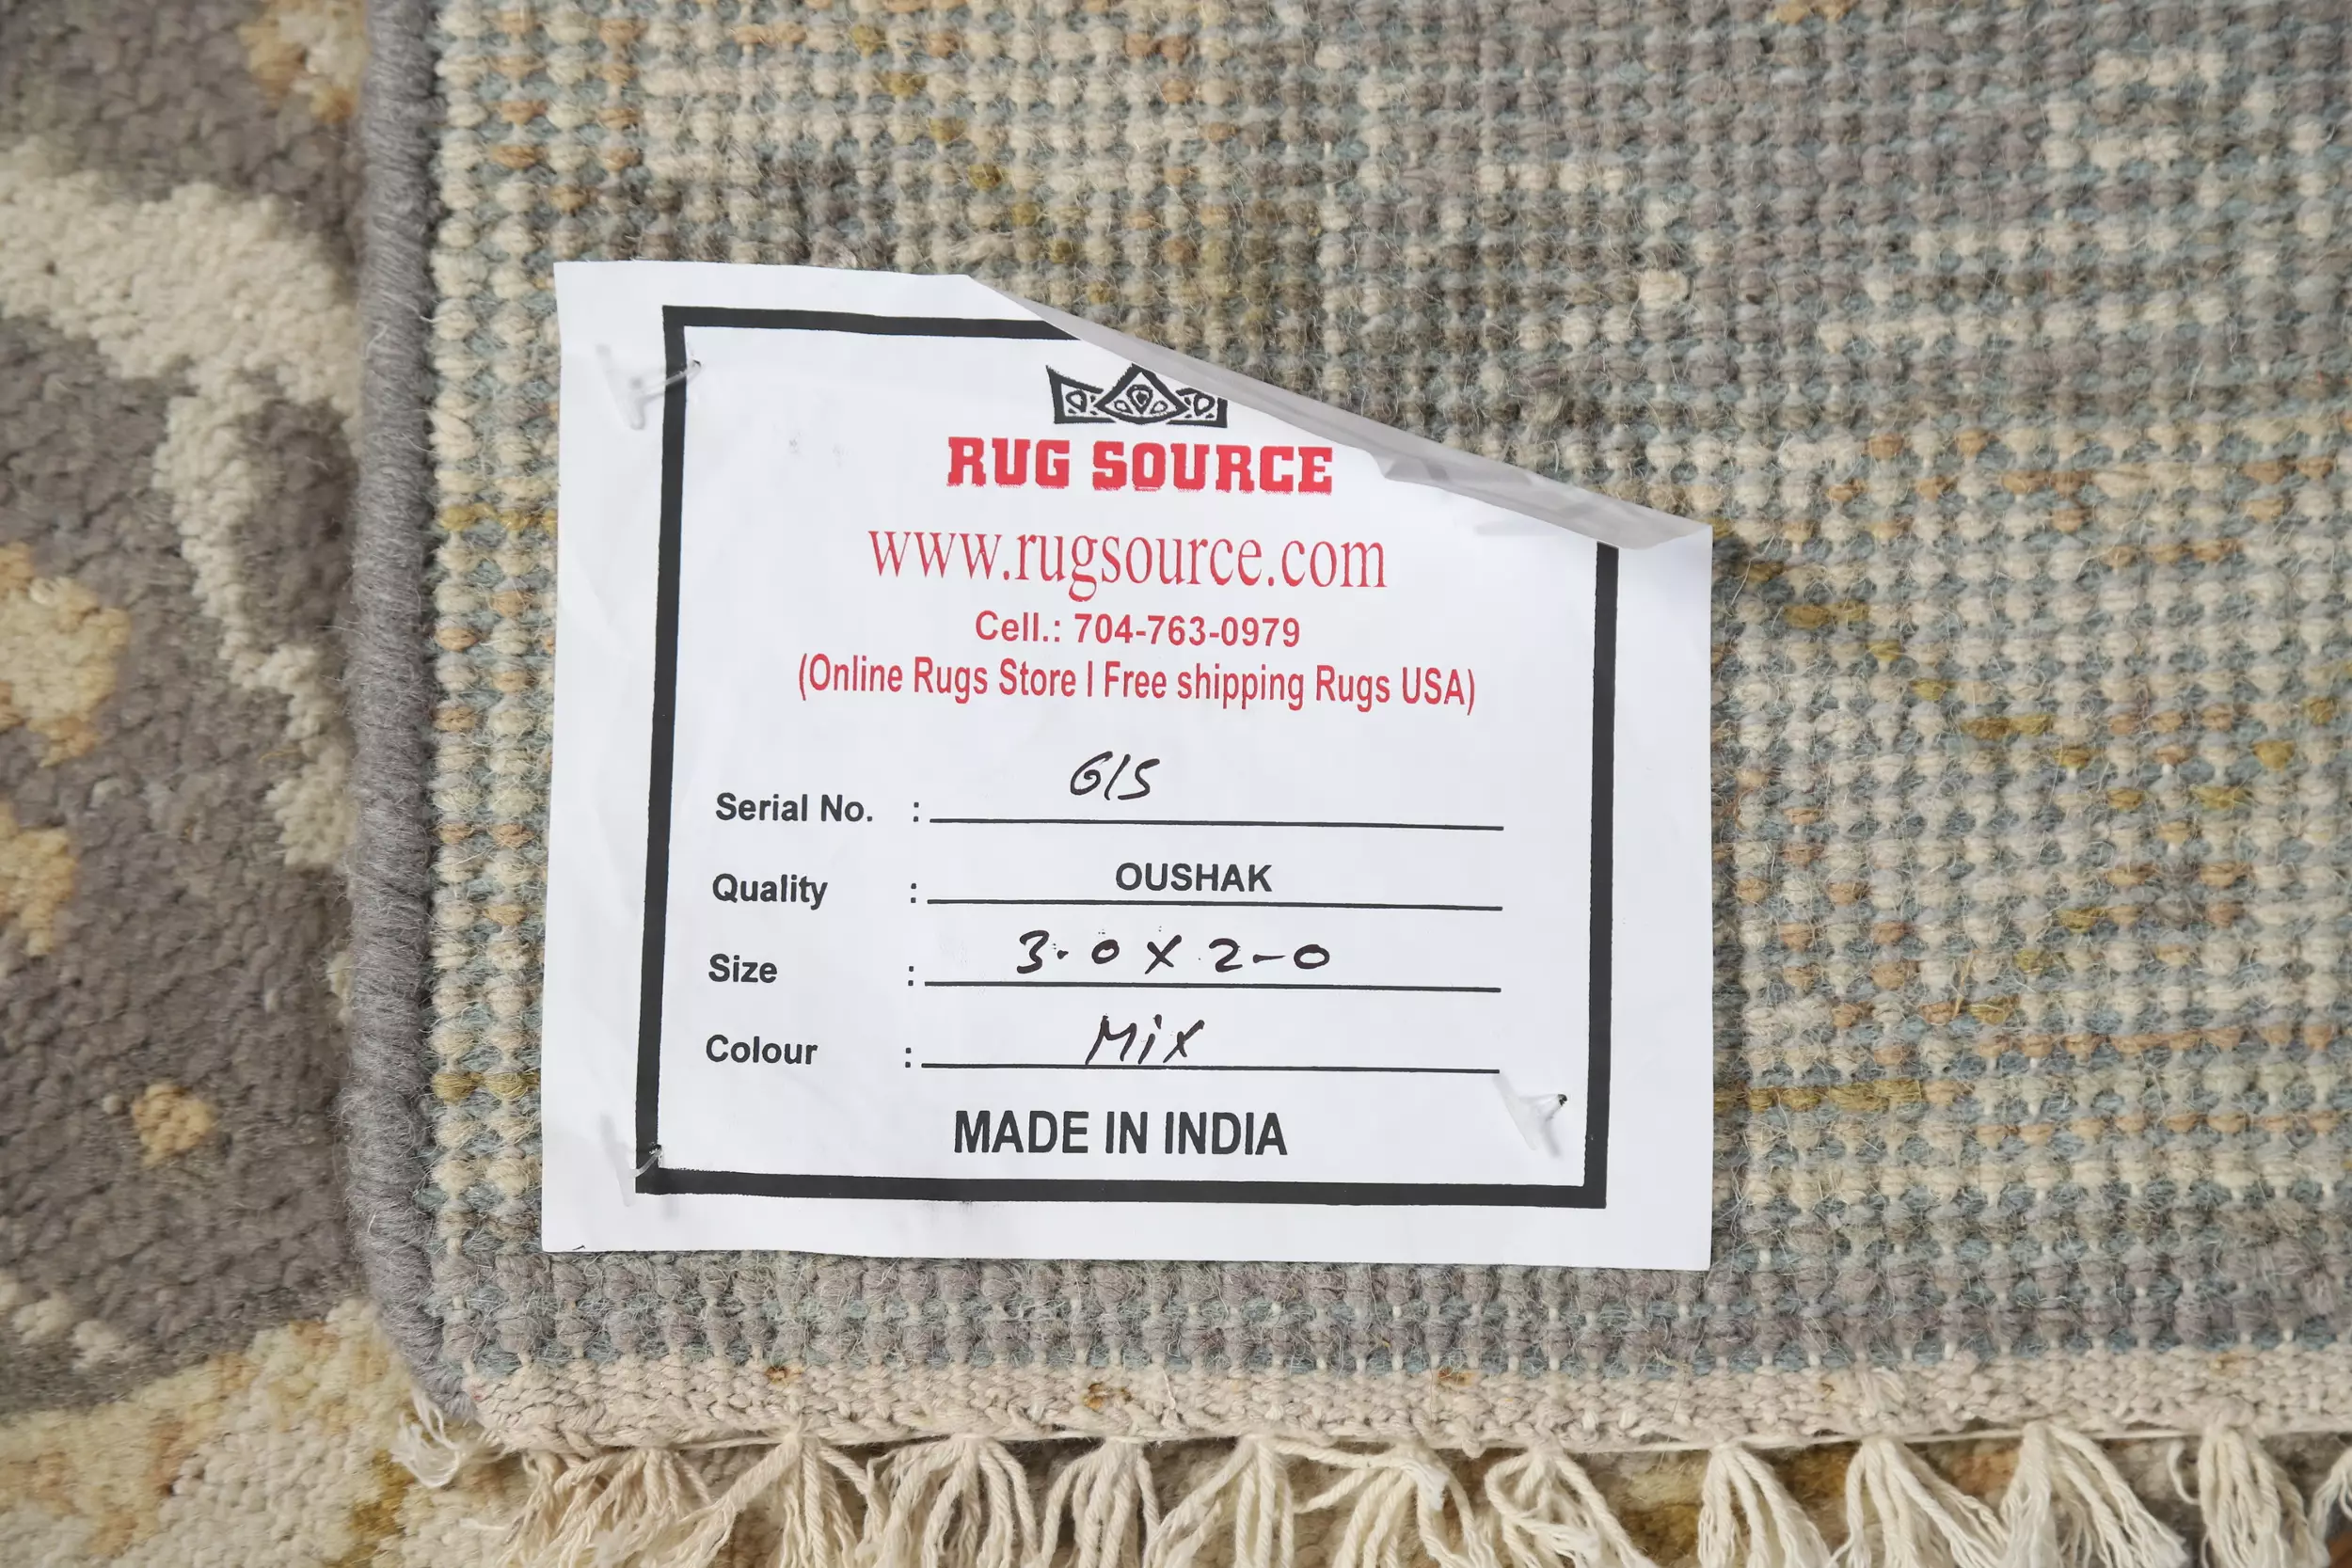 RUG SOURCE
www.rugsource.com
Cell.: 704-763-0979
(Online Rugs Store | Free shipping Rugs USA)
Serial No. : 615
Quality : OUSHAK
Size : 3.0 X 2-0
Colour : Mix
MADE IN INDIA